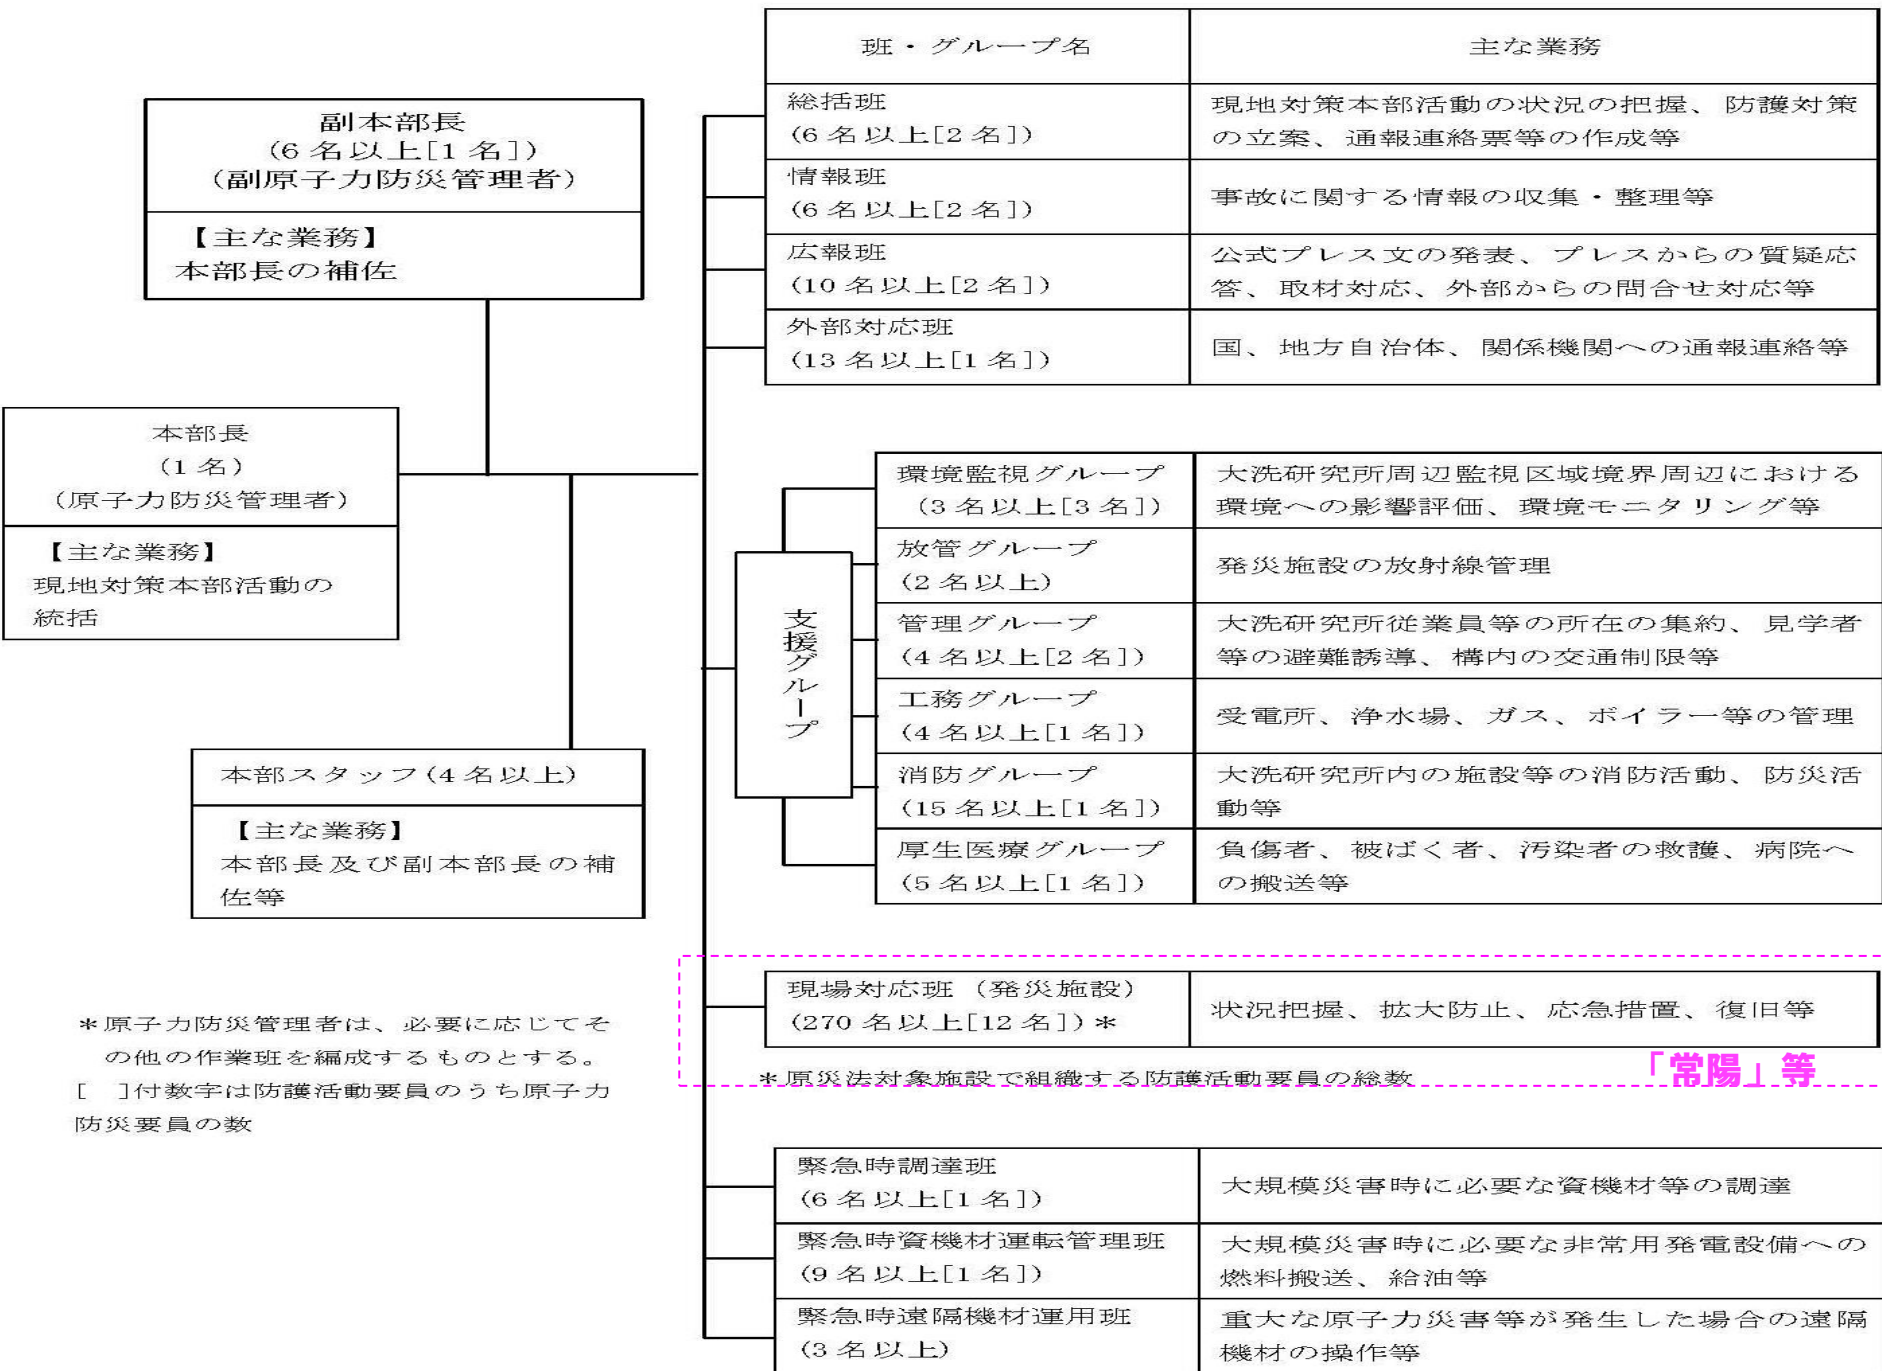 班・グループ名
主な業務
総括班
(6名以上[2名])
現地対策本部活動の状況の把握、防護対策
の立案、通報連絡票等の作成等
情報班
(6名以上[2名])
事故に関する情報の収集・整理等
広報班
(10名以上[2名])
公式プレス文の発表、プレスからの質疑応
答、取材対応、外部からの問合せ対応等
外部対応班
(13名以上[1名])
国、地方自治体、関係機関への通報連絡等
副本部長
(6名以上[1名])
(副原子力防災管理者)
【主な業務】
本部長の補佐
本部長
(1名)
(原子力防災管理者)
【主な業務】
現地対策本部活動の
統括
本部スタッフ(4名以上)
【主な業務】
本部長及び副本部長の補
佐等
支援グループ
環境監視グループ
(3名以上[3名])
大洗研究所周辺監視区域境界周辺における
環境への影響評価、環境モニタリング等
放管グループ
(2名以上)
発災施設の放射線管理
管理グループ
(4名以上[2名])
大洗研究所従業員等の所在の集約、見学者
等の避難誘導、構内の交通制限等
工務グループ
(4名以上[1名])
受電所、浄水場、ガス、ボイラー等の管理
消防グループ
(15名以上[1名])
大洗研究所内の施設等の消防活動、防災活
動等
厚生医療グループ
(5名以上[1名])
負傷者、被ばく者、汚染者の救護、病院へ
の搬送等
現場対応班(発災施設)
(270名以上[12名])＊
状況把握、拡大防止、応急措置、復旧等
＊原災法対象施設で組織する防護活動要員の総数
「常陽」等
＊原子力防災管理者は、必要に応じてそ
の他の作業班を編成するものとする。
[　]付数字は防護活動要員のうち原子力
防災要員の数
緊急時調達班
(6名以上[1名])
大規模災害時に必要な資機材等の調達
緊急時資機材運転管理班
(9名以上[1名])
大規模災害時に必要な非常用発電設備への
燃料搬送、給油等
緊急時遠隔機材運用班
(3名以上)
重大な原子力災害等が発生した場合の遠隔
機材の操作等